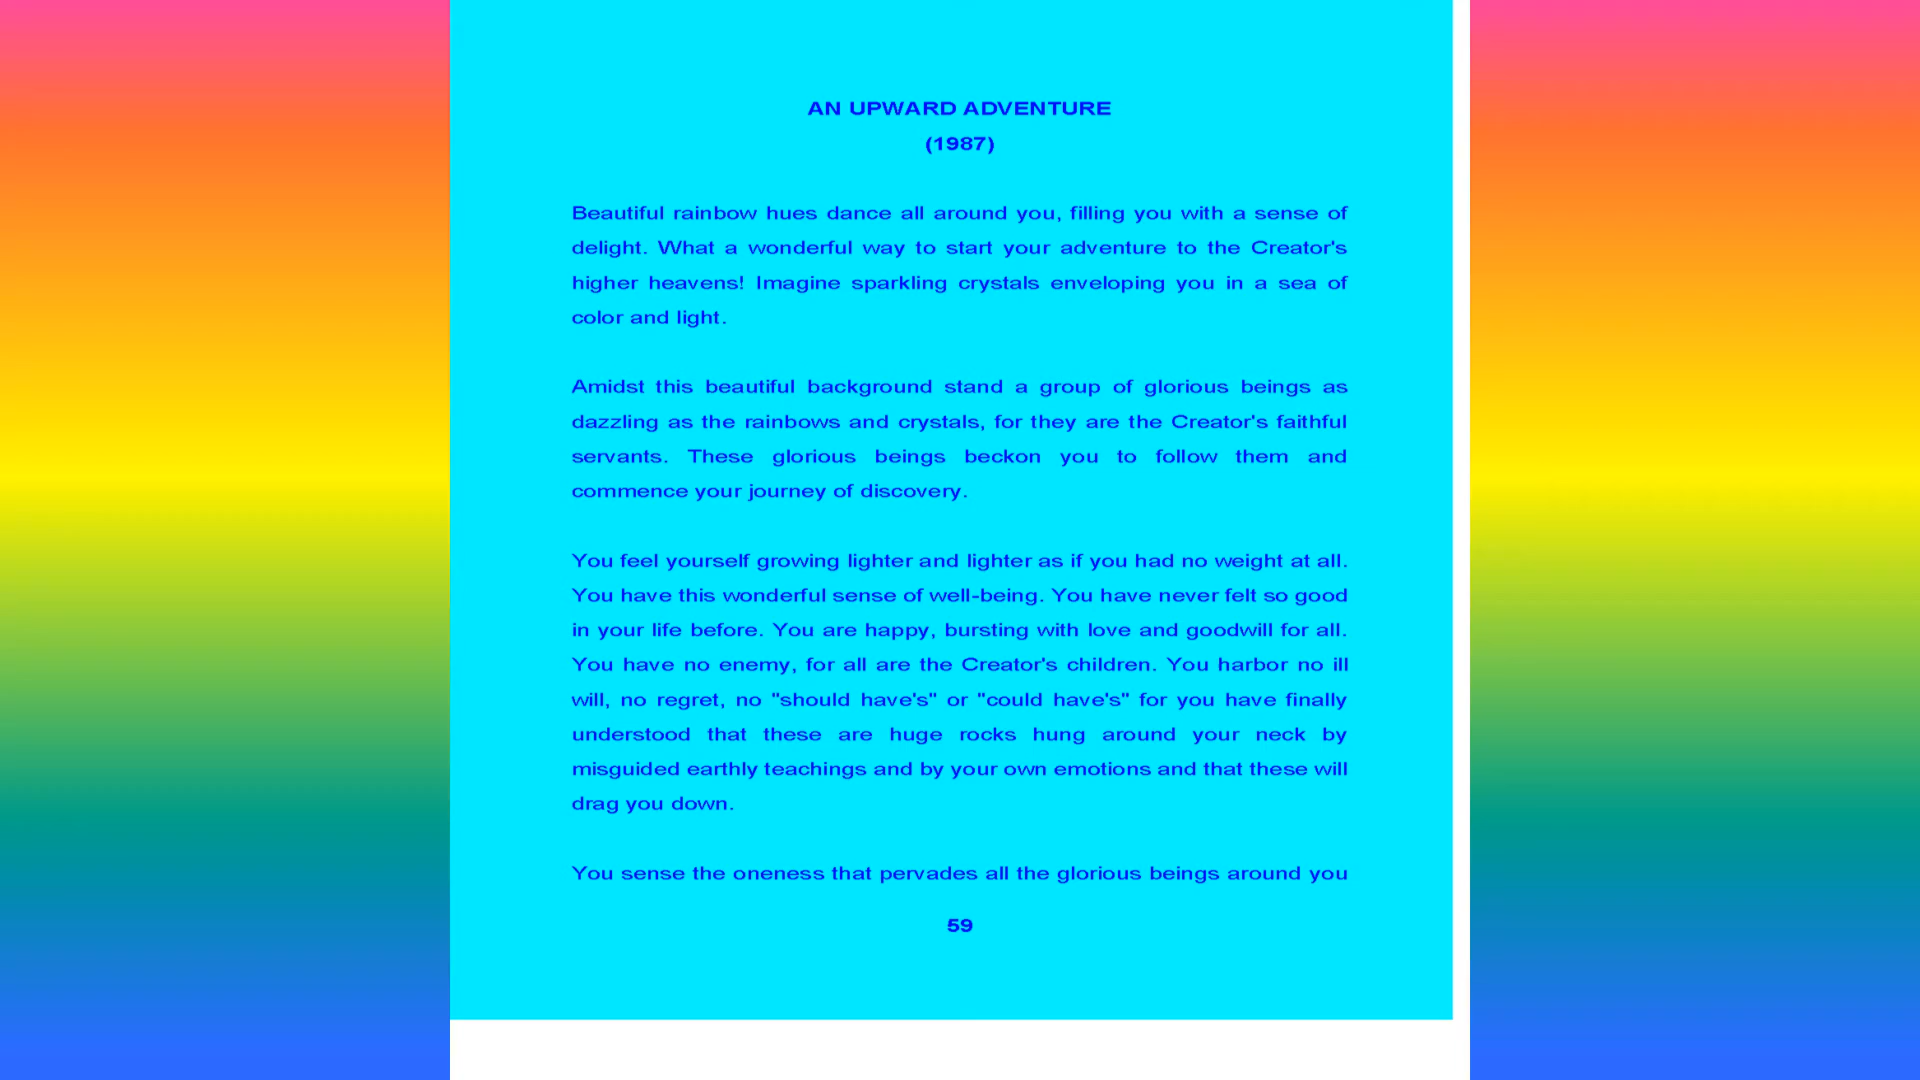 AN UPWARD ADVENTURE
(1987)
Beautiful rainbow hues dance all around you, filling you with a sense of
delight. What a wonderful way to start your adventure to the Creator's
higher heavens! Imagine sparkling crystals enveloping you in a sea of
color and light.
Amidst this beautiful background stand a group of glorious beings as
dazzling as the rainbows and crystals, for they are the Creator's faithful
servants. These glorious beings beckon you to follow them and
commence your journey of discovery.
You feel yourself growing lighter and lighter as if you had no weight at all.
You have this wonderful sense of well-being. You have never felt so good
in your life before. You are happy, bursting with love and goodwill for all.
You have no enemy, for all are the Creator's children. You harbor no ill
will, no regret, no "should have's" or "could have's" for you have finally
understood that these are huge rocks hung around your neck by
misguided earthly teachings and by your own emotions and that these will
drag you down.
You sense the oneness that pervades all the glorious beings around you
59